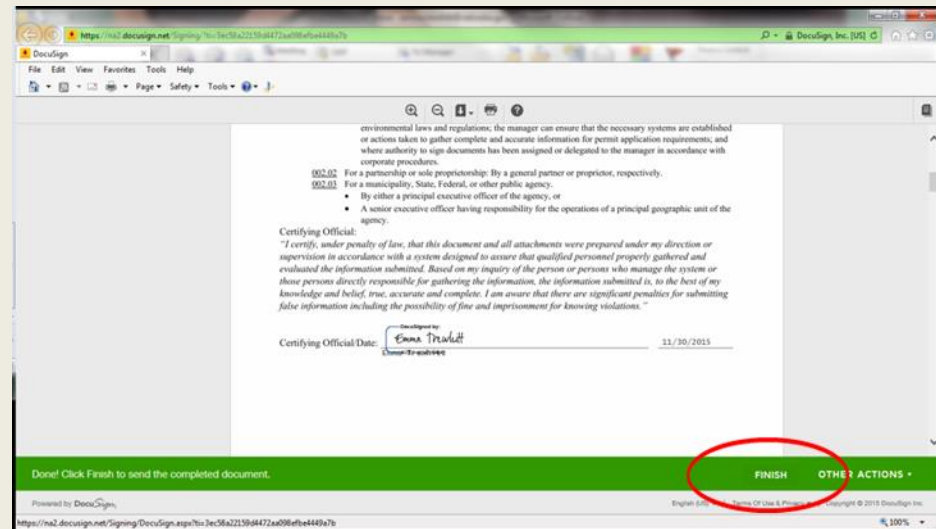 https://na2.docusign.net/Signing/?ti=3ec58a22159d4472aa098efbe4449a7b
DocuSign, Inc. [US]
DocuSign
File Edit View Favorites Tools Help
Page Safety Tools
environmental laws and regulations; the manager can ensure that the necessary systems are established
or actions taken to gather complete and accurate information for permit application requirements; and
where authority to sign documents has been assigned or delegated to the manager in accordance with
corporate procedures.
002.02 For a partnership or sole proprietorship: By a general partner or proprietor, respectively.
002.03 For a municipality, State, Federal, or other public agency.
• By either a principal executive officer of the agency, or
• A senior executive officer having responsibility for the operations of a principal geographic unit of the
agency.
Certifying Official:
"I certify, under penalty of law, that this document and all attachments were prepared under my direction or
supervision in accordance with a system designed to assure that qualified personnel properly gathered and
evaluated the information submitted. Based on my inquiry of the person or persons who manage the system or
those persons directly responsible for gathering the information, the information submitted is, to the best of my
knowledge and belief, true, accurate and complete. I am aware that there are significant penalties for submitting
false information including the possibility of fine and imprisonment for knowing violations."
DocuSigned by:
Certifying Official/Date: Emma 11/30/2015
Done! Click Finish to send the completed document. FINISH OTHER ACTIONS
Powered by DocuSign English (US) Terms Of Use & Privacy Copyright © 2015 DocuSign Inc.
https://na2.docusign.net/Signing/DocuSign.aspx?ti=3ec58a22159d4472aa098efbe4449a7b 100%